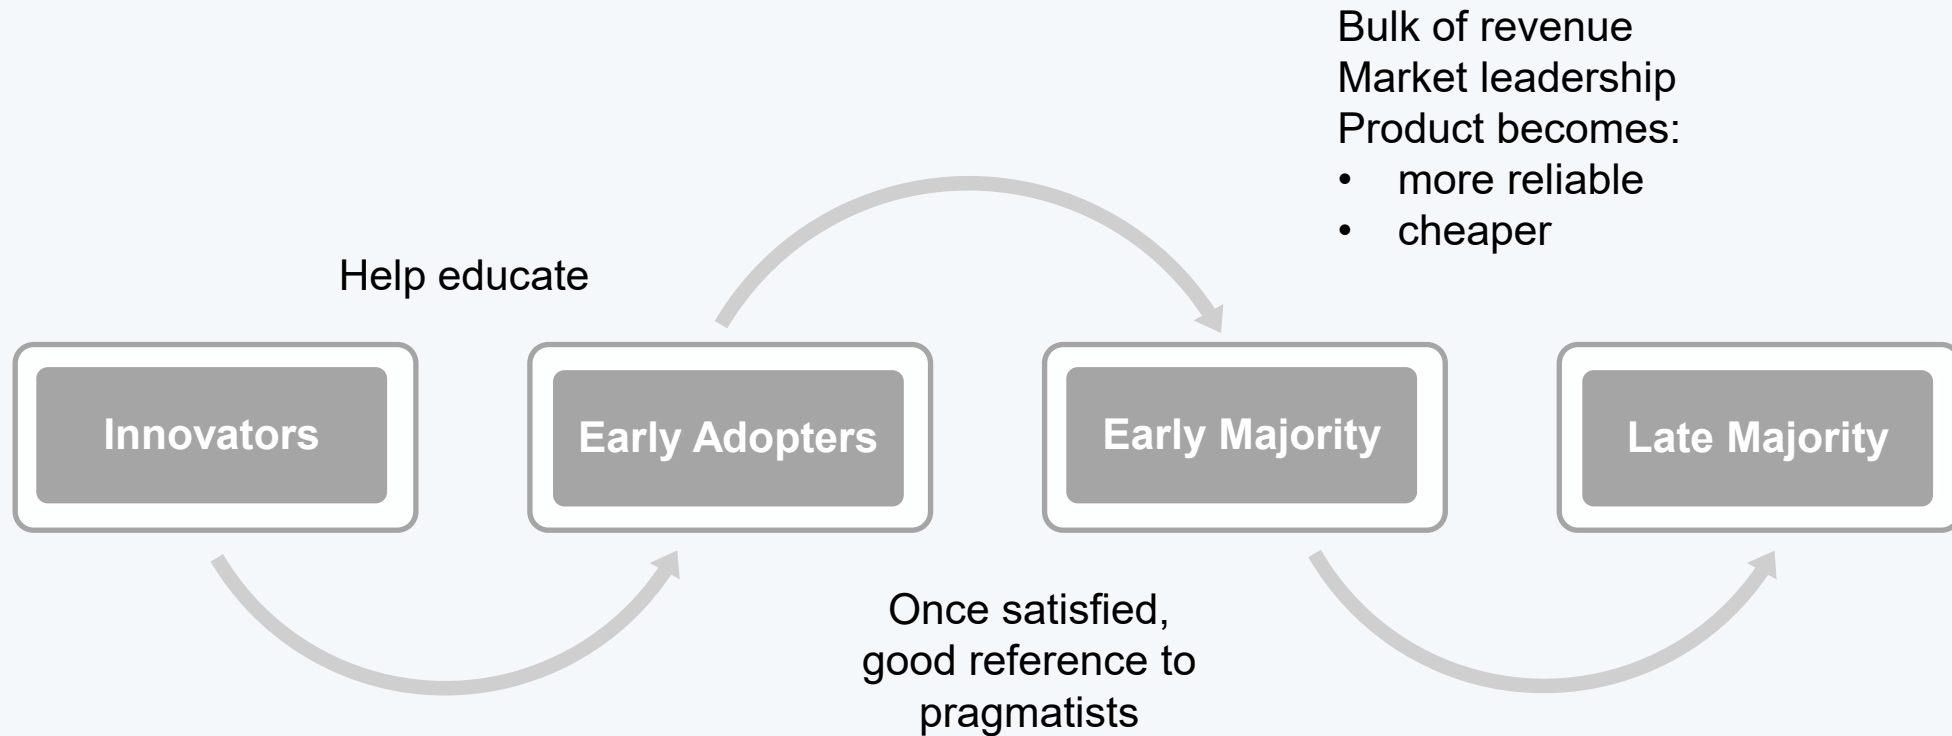 Bulk of revenue
Market leadership
Product becomes:
• more reliable
• cheaper
Help educate
Innovators
Early Adopters
Early Majority
Late Majority
Once satisfied,
good reference to
pragmatists